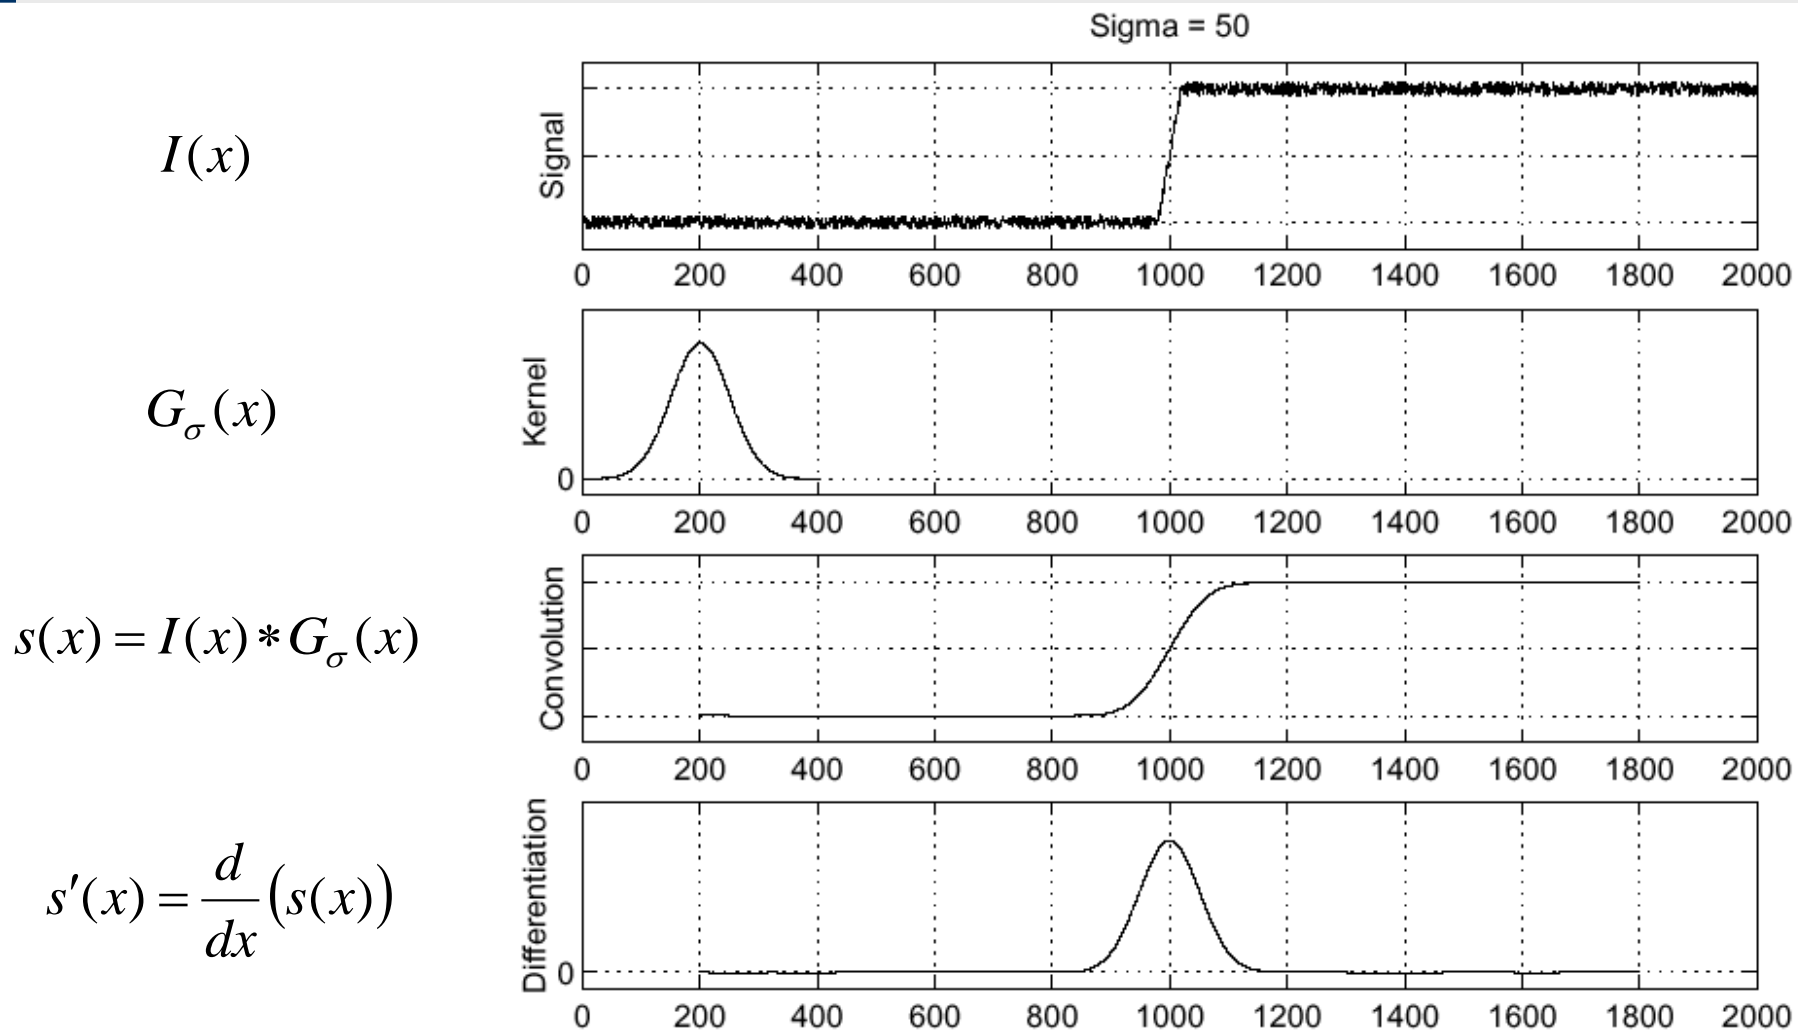 Sigma = 50
I(x)
Signal
0 200 400 600 800 1000 1200 1400 1600 1800 2000
G_σ(x)
Kernel
0
0 200 400 600 800 1000 1200 1400 1600 1800 2000
s(x) = I(x) * G_σ(x)
Convolution
0 200 400 600 800 1000 1200 1400 1600 1800 2000
s′(x) = d/dx (s(x))
Differentiation
0
0 200 400 600 800 1000 1200 1400 1600 1800 2000